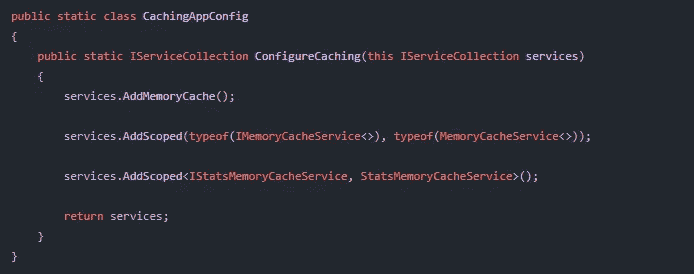 public static class CachingAppConfig
{
    public static IServiceCollection ConfigureCaching(this IServiceCollection services)
    {
        services.AddMemoryCache();

        services.AddScoped(typeof(IMemoryCacheService<>), typeof(MemoryCacheService<>));

        services.AddScoped<IStatsMemoryCacheService, StatsMemoryCacheService>();

        return services;
    }
}